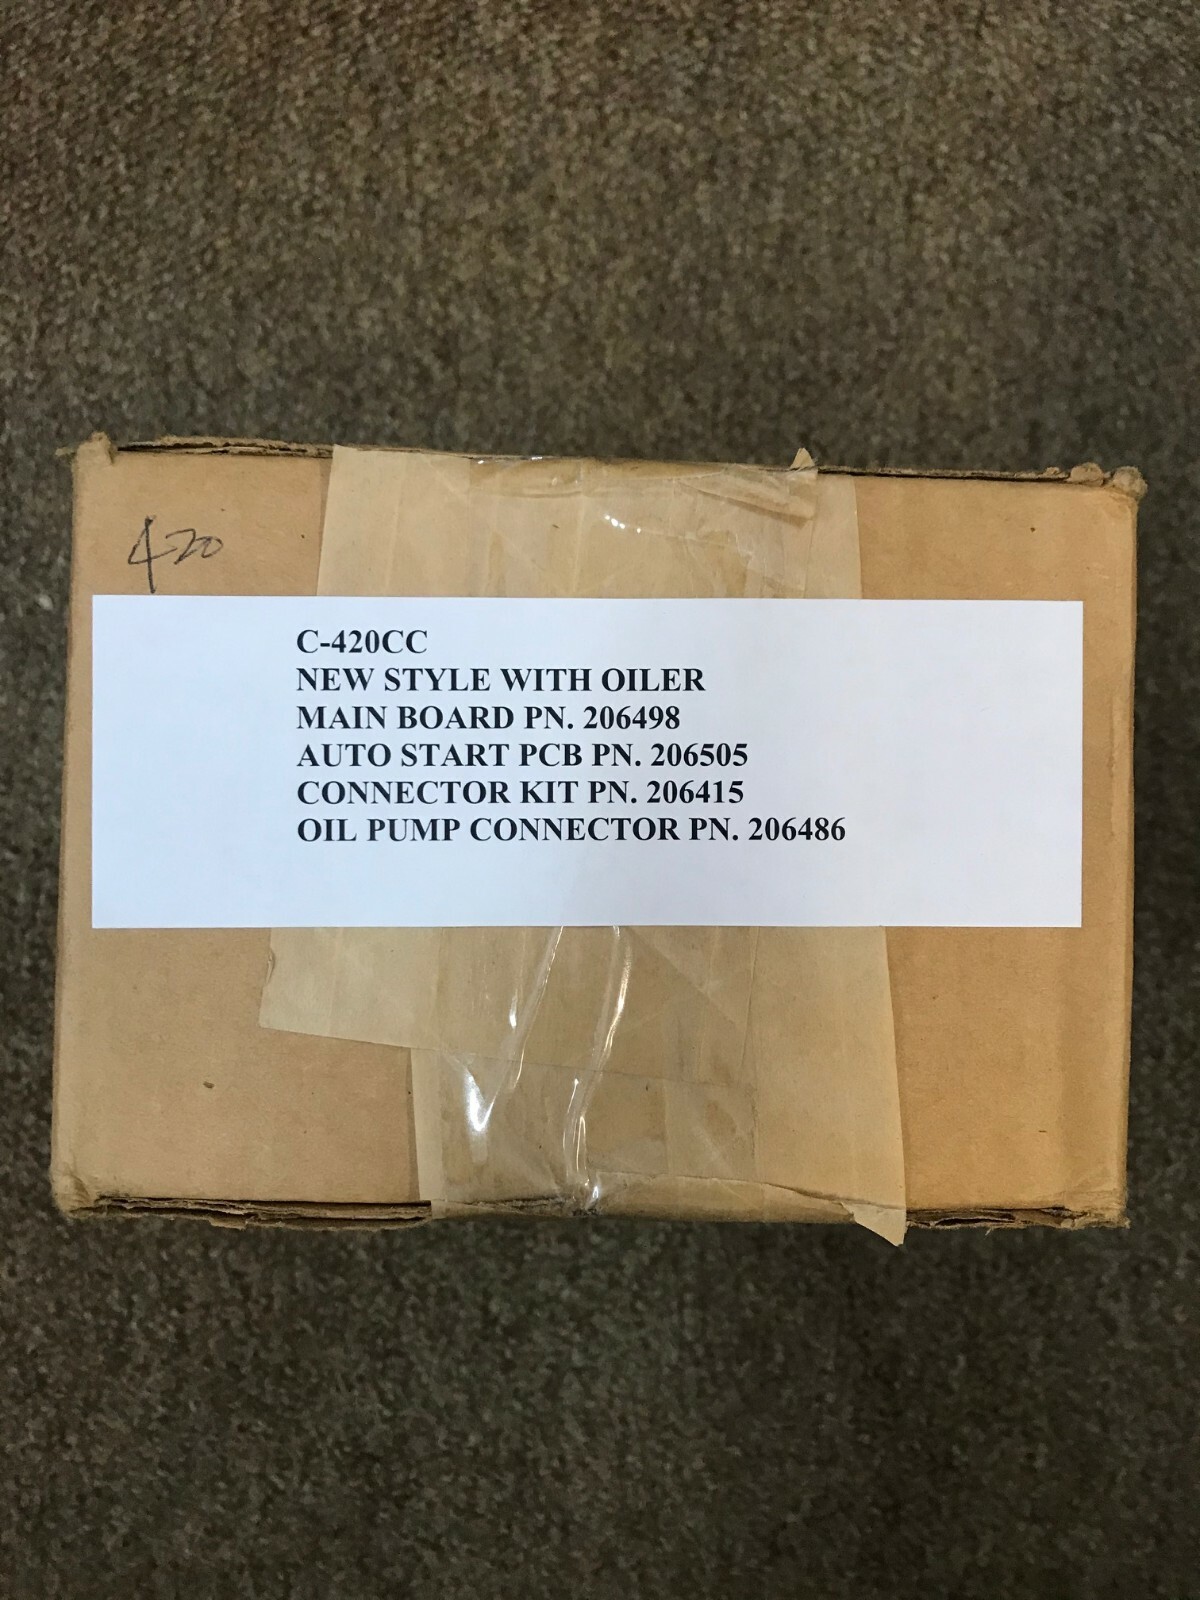 420
C-420CC
NEW STYLE WITH OILER
MAIN BOARD PN. 206498
AUTO START PCB PN. 206505
CONNECTOR KIT PN. 206415
OIL PUMP CONNECTOR PN. 206486